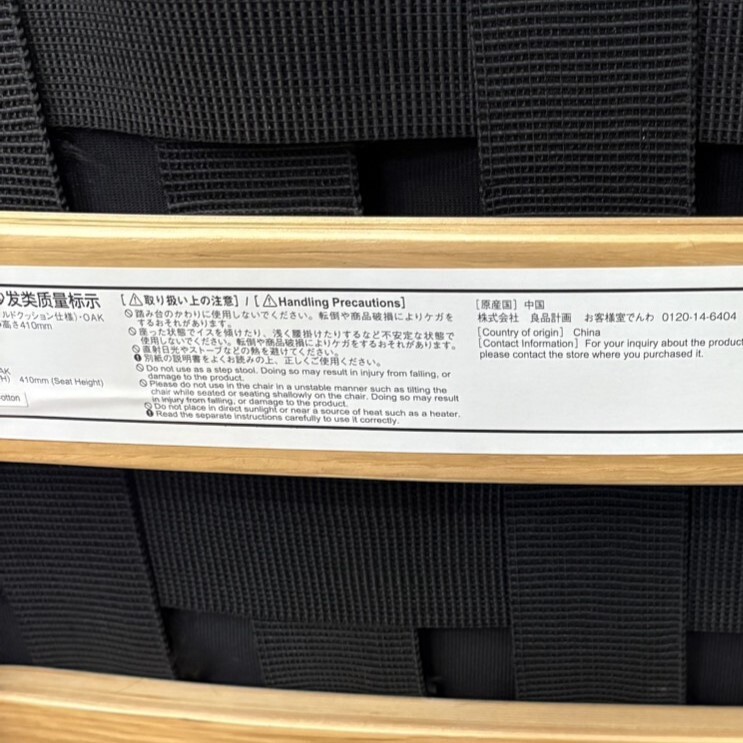 发类质量标示
ルドクッション仕様)・OAK
高さ410mm
AK
H) 410mm (Seat Height)
otton
[⚠取り扱い上の注意] / [⚠Handling Precautions]
踏み台のかわりに使用しないでください。転倒や商品破損によりケガを
するおそれがあります。
座った状態でイスを傾けたり、浅く腰掛けたりするなど不安定な状態で
使用しないでください。転倒や商品破損によりケガをするおそれがあります。
直射日光やストーブなどの熱を避けてください。
別紙の説明書をよくお読みの上、正しくご使用ください。
Do not use as a step stool. Doing so may result in injury from falling, or
damage to the product.
Please do not use in the chair in a unstable manner such as tilting the
chair while seated or seating shallowly on the chair. Doing so may result
in injury from falling, or damage to the product.
Do not place in direct sunlight or near a source of heat such as a heater.
Read the separate instructions carefully to use it correctly.
[原産国] 中国
株式会社 良品計画 お客様室でんわ 0120-14-6404
[Country of origin] China
[Contact Information] For your inquiry about the product
please contact the store where you purchased it.